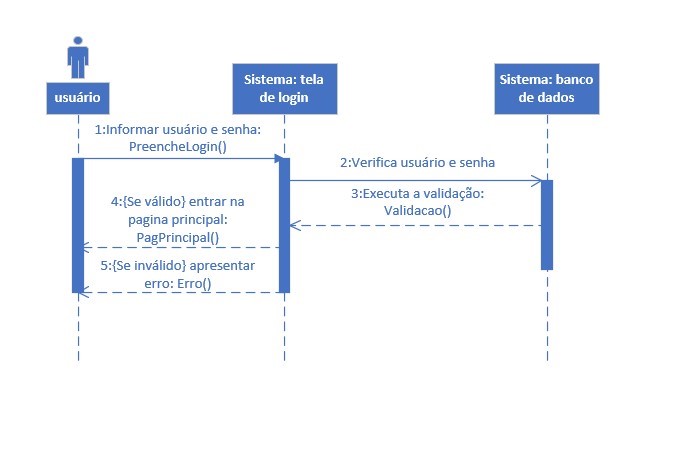 usuário
Sistema: tela
de login
Sistema: banco
de dados
1:Informar usuário e senha:
PreencheLogin()
2:Verifica usuário e senha
3:Executa a validação:
Validacao()
4:{Se válido} entrar na
pagina principal:
PagPrincipal()
5:{Se inválido} apresentar
erro: Erro()